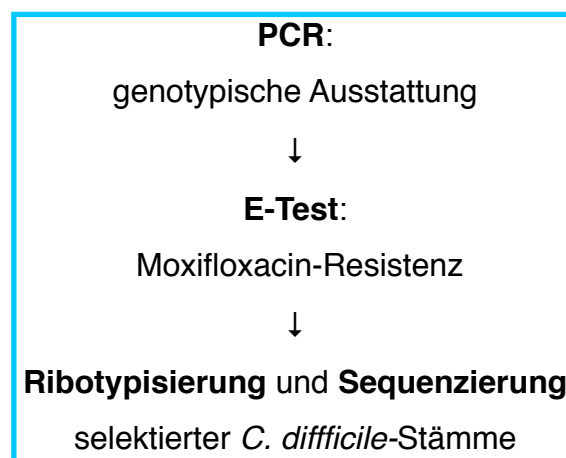 PCR:
genotypische Ausstattung
↓
E-Test:
Moxifloxacin-Resistenz
↓
Ribotypisierung und Sequenzierung
selektierter C. diffficile-Stämme